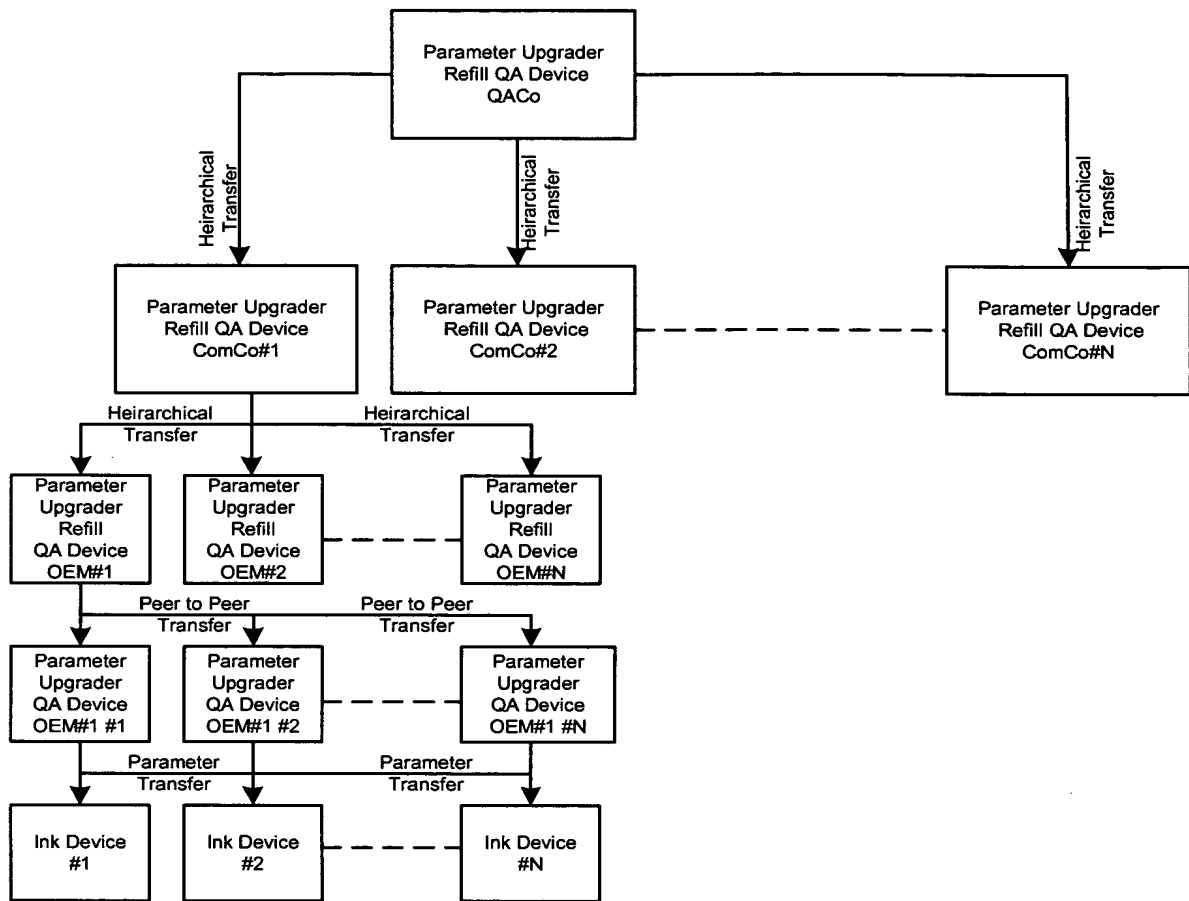 Parameter Upgrader
Refill QA Device
QACo
Heirarchical
Transfer
Heirarchical
Transfer
Heirarchical
Transfer
Parameter Upgrader
Refill QA Device
ComCo#1
Parameter Upgrader
Refill QA Device
ComCo#2
Parameter Upgrader
Refill QA Device
ComCo#N
Heirarchical
Transfer
Heirarchical
Transfer
Parameter
Upgrader
Refill
QA Device
OEM#1
Parameter
Upgrader
Refill
QA Device
OEM#2
Parameter
Upgrader
Refill
QA Device
OEM#N
Peer to Peer
Transfer
Peer to Peer
Transfer
Parameter
Upgrader
QA Device
OEM#1 #1
Parameter
Upgrader
QA Device
OEM#1 #2
Parameter
Upgrader
QA Device
OEM#1 #N
Parameter
Transfer
Parameter
Transfer
Ink Device
#1
Ink Device
#2
Ink Device
#N